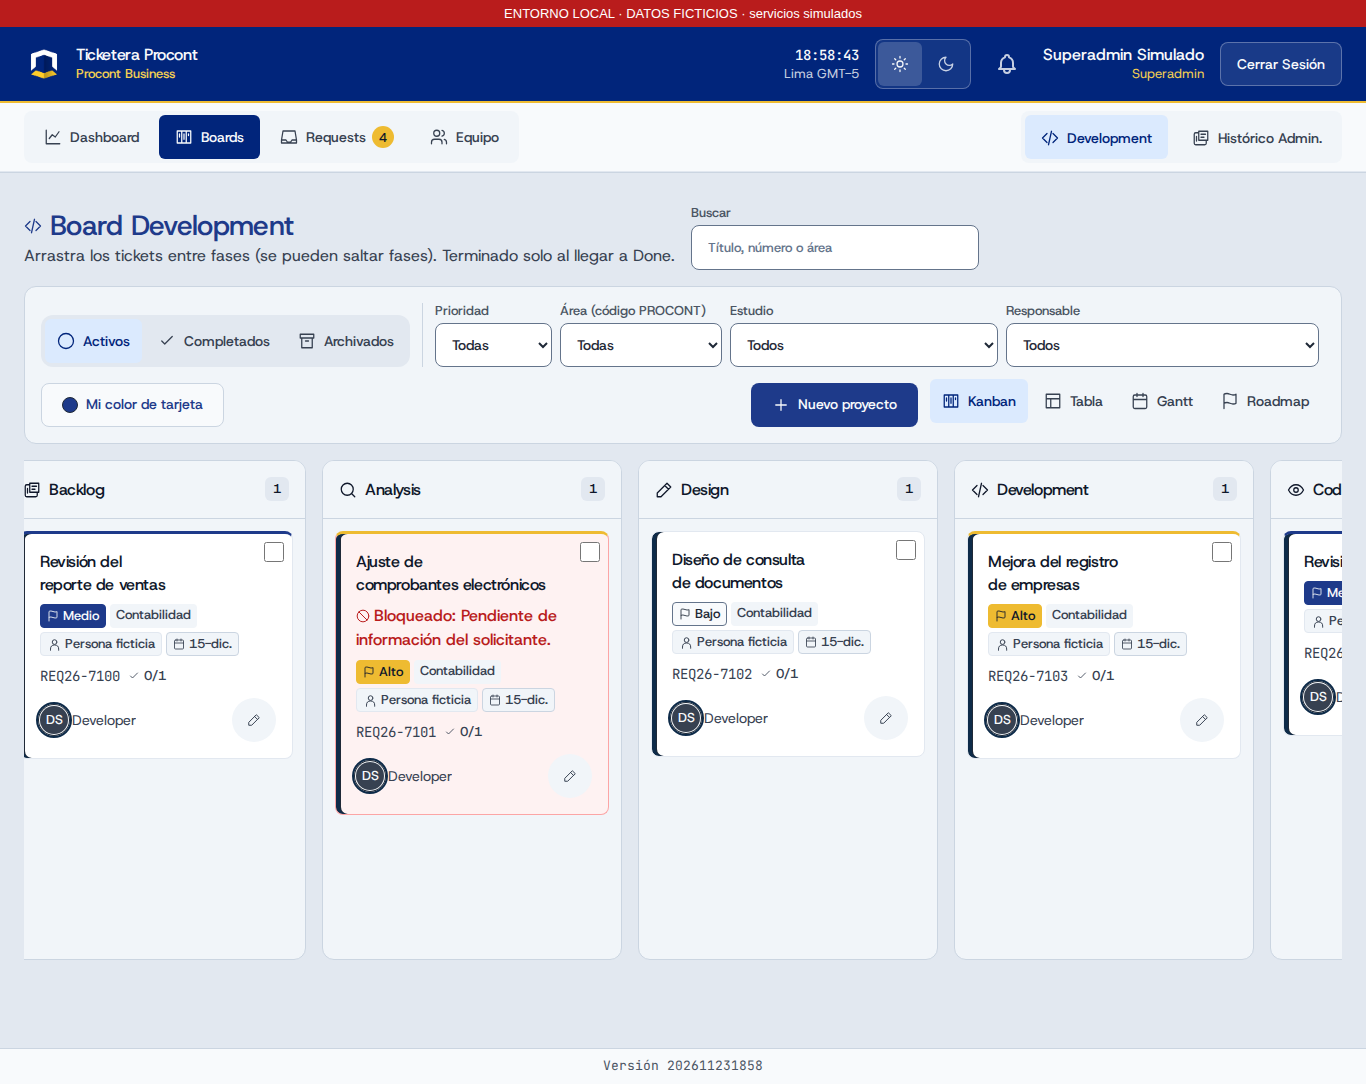 ENTORNO LOCAL · DATOS FICTICIOS · servicios simulados
Ticketera Procont
Procont Business
18:58:43
Lima GMT-5
Superadmin Simulado
Superadmin
Cerrar Sesión
Dashboard
Boards
Requests 4
Equipo
Development
Histórico Admin.
Board Development
Arrastra los tickets entre fases (se pueden saltar fases). Terminado solo al llegar a Done.
Buscar
Título, número o área
Activos
Completados
Archivados
Prioridad
Todas
Área (código PROCONT)
Todas
Estudio
Todos
Responsable
Todos
Mi color de tarjeta
Nuevo proyecto
Kanban
Tabla
Gantt
Roadmap
Backlog 1
Revisión del
reporte de ventas
Medio Contabilidad
Persona ficticia 15-dic.
REQ26-7100 0/1
DS Developer
Analysis 1
Ajuste de
comprobantes electrónicos
Bloqueado: Pendiente de
información del solicitante.
Alto Contabilidad
Persona ficticia 15-dic.
REQ26-7101 0/1
DS Developer
Design 1
Diseño de consulta
de documentos
Bajo Contabilidad
Persona ficticia 15-dic.
REQ26-7102 0/1
DS Developer
Development 1
Mejora del registro
de empresas
Alto Contabilidad
Persona ficticia 15-dic.
REQ26-7103 0/1
DS Developer
Cod
Revisi
Me
Pe
REQ26
DS
Versión 202611231858